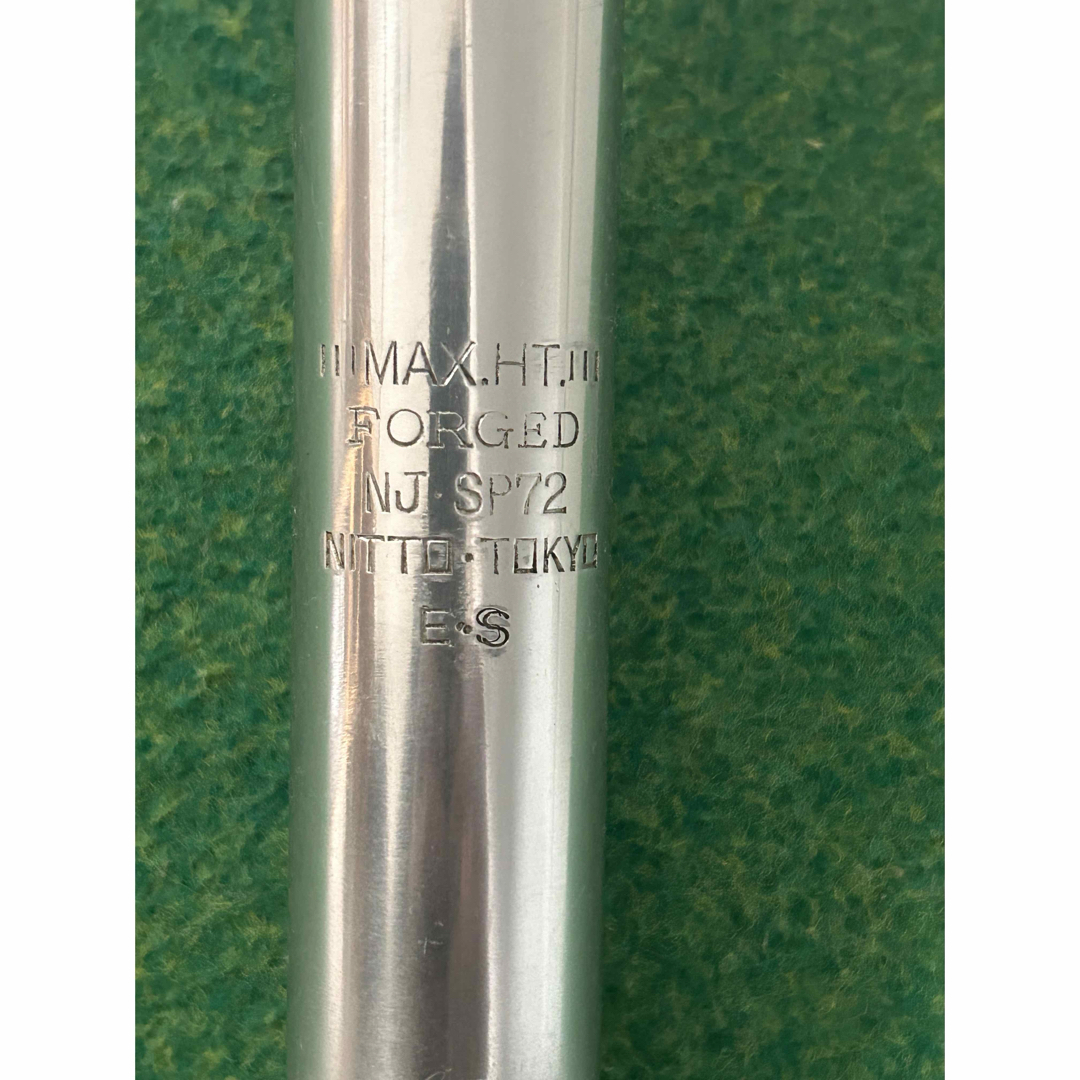 MAX.HT.
FORGED
NJ·SP72
NITTO·TOKYO
E·S